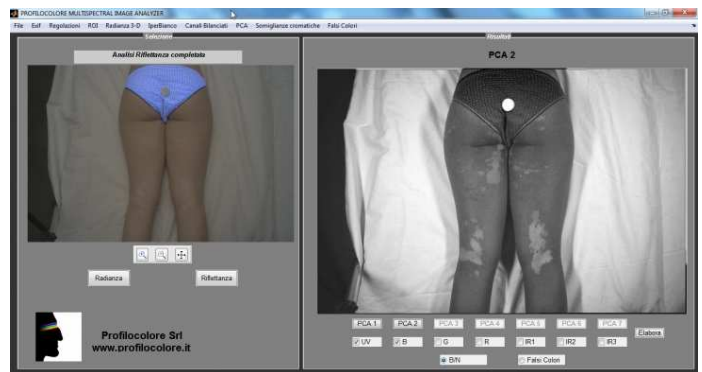 PROFILOCOLORE MULTISPECTRAL IMAGE ANALYZER
File Exif Regolazioni ROI Radianza 3-D IperBianco Canali Bilanciati PCA Somiglianze cromatiche Falsi Colori
Selezione
Analisi Riflettanza completata
Radianza Riflettanza
Profilocolore Srl
www.profilocolore.it
Risultati
PCA 2
PCA 1 PCA 2 PCA 3 PCA 4 PCA 5 PCA 6 PCA 7
Elabora
UV B G R IR1 IR2 IR3
B/N Falsi Colori